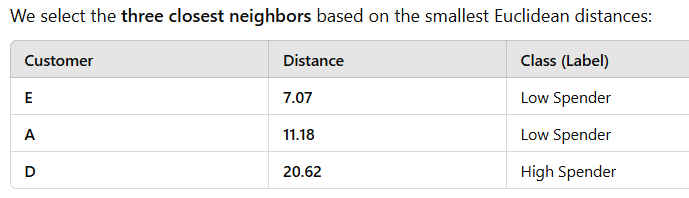 We select the three closest neighbors based on the smallest Euclidean distances:
Customer Distance Class (Label)
E 7.07 Low Spender
A 11.18 Low Spender
D 20.62 High Spender